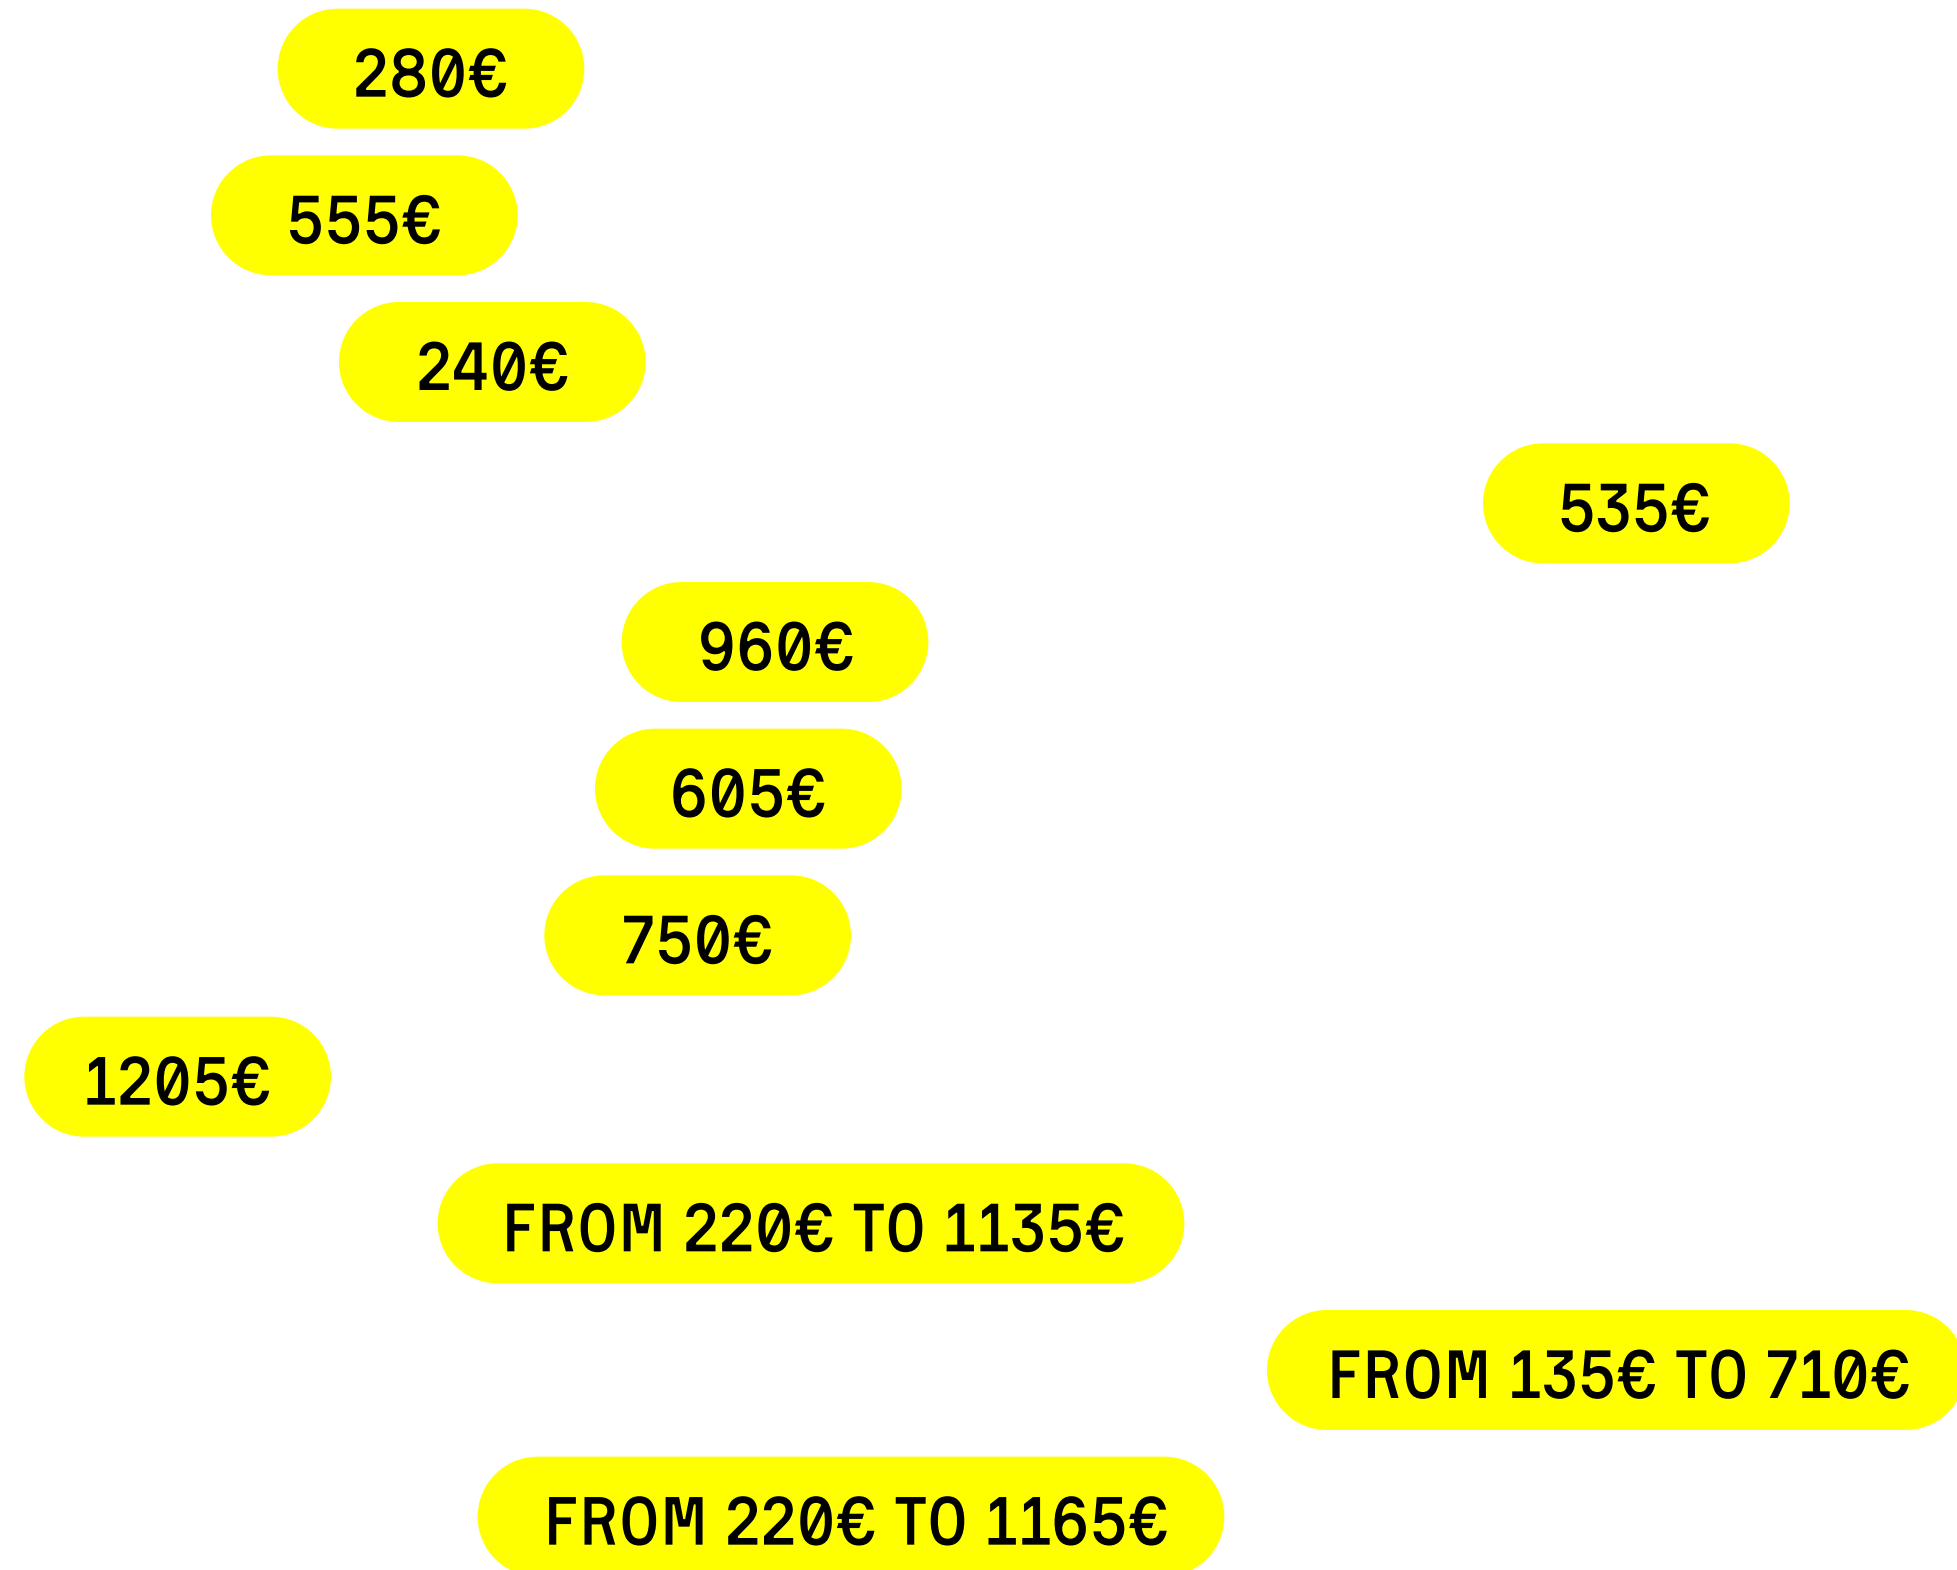 280€
555€
240€
535€
960€
605€
750€
1205€
FROM 220€ TO 1135€
FROM 135€ TO 710€
FROM 220€ TO 1165€